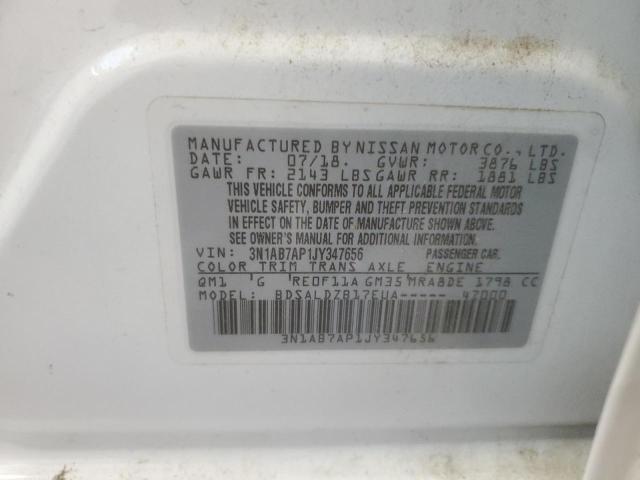 MANUFACTURED BY NISSAN MOTOR CO., LTD.
DATE: 07/18. GVWR: 3876 LBS
GAWR FR: 2143 LBS GAWR RR: 1881 LBS
THIS VEHICLE CONFORMS TO ALL APPLICABLE FEDERAL MOTOR
VEHICLE SAFETY, BUMPER AND THEFT PREVENTION STANDARDS
IN EFFECT ON THE DATE OF MANUFACTURE SHOWN ABOVE.
SEE OWNER'S MANUAL FOR ADDITIONAL INFORMATION.
VIN: 3N1AB7AP1JY347656 PASSENGER CAR.
COLOR TRIM TRANS AXLE ENGINE
QM1 G RE0F11A GM35 MRA8DE 1798 CC
MODEL: BDSALDZB17EUA----- 47000
3N1AB7AP1JY347656